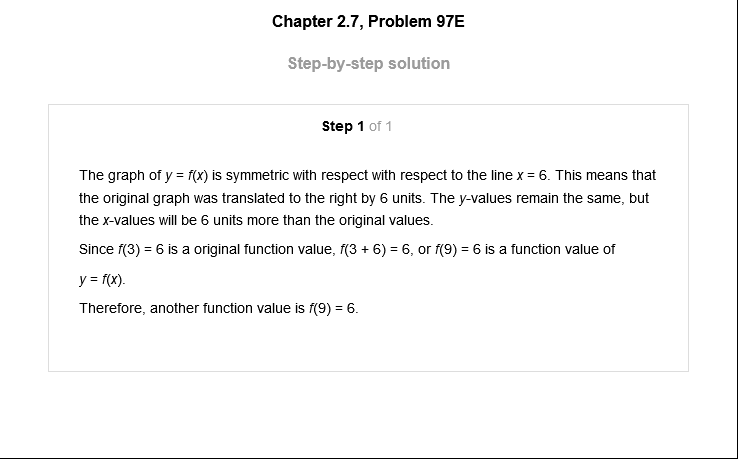 Chapter 2.7, Problem 97E
Step-by-step solution
Step 1 of 1
The graph of y = f(x) is symmetric with respect with respect to the line x = 6. This means that
the original graph was translated to the right by 6 units. The y-values remain the same, but
the x-values will be 6 units more than the original values.
Since f(3) = 6 is a original function value, f(3 + 6) = 6, or f(9) = 6 is a function value of
y = f(x).
Therefore, another function value is f(9) = 6.